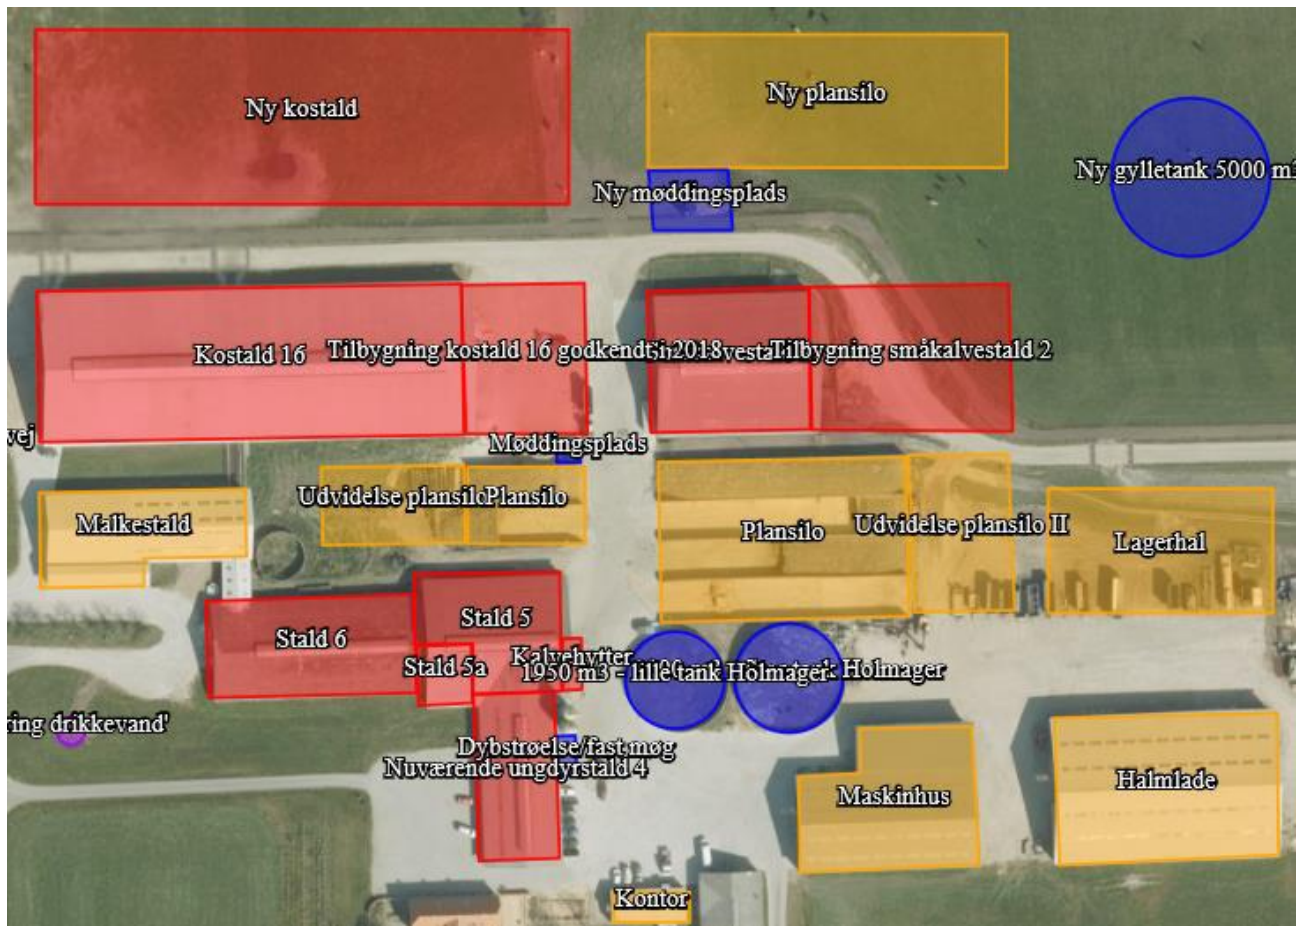 Ny kostald
Ny plansilo
Ny gylletank 5000 m3
Ny møddingsplads
Kostald 16
Tilbygning kostald 16 godkendt i 2018
Tilbygning småkalvestald 2
vej
Møddingsplads
Udvidelse plansilo
Plansilo
Malkestald
Plansilo
Udvidelse plansilo II
Lagerhal
Stald 5
Stald 6
Stald 5a
Kalvehytter
1950 m3 - lille tank Holmager
Holmager
ring drikkevand'
Dybstrøelse/fast møg
Nuværende ungdyrstald 4
Maskinhus
Halmlade
Kontor